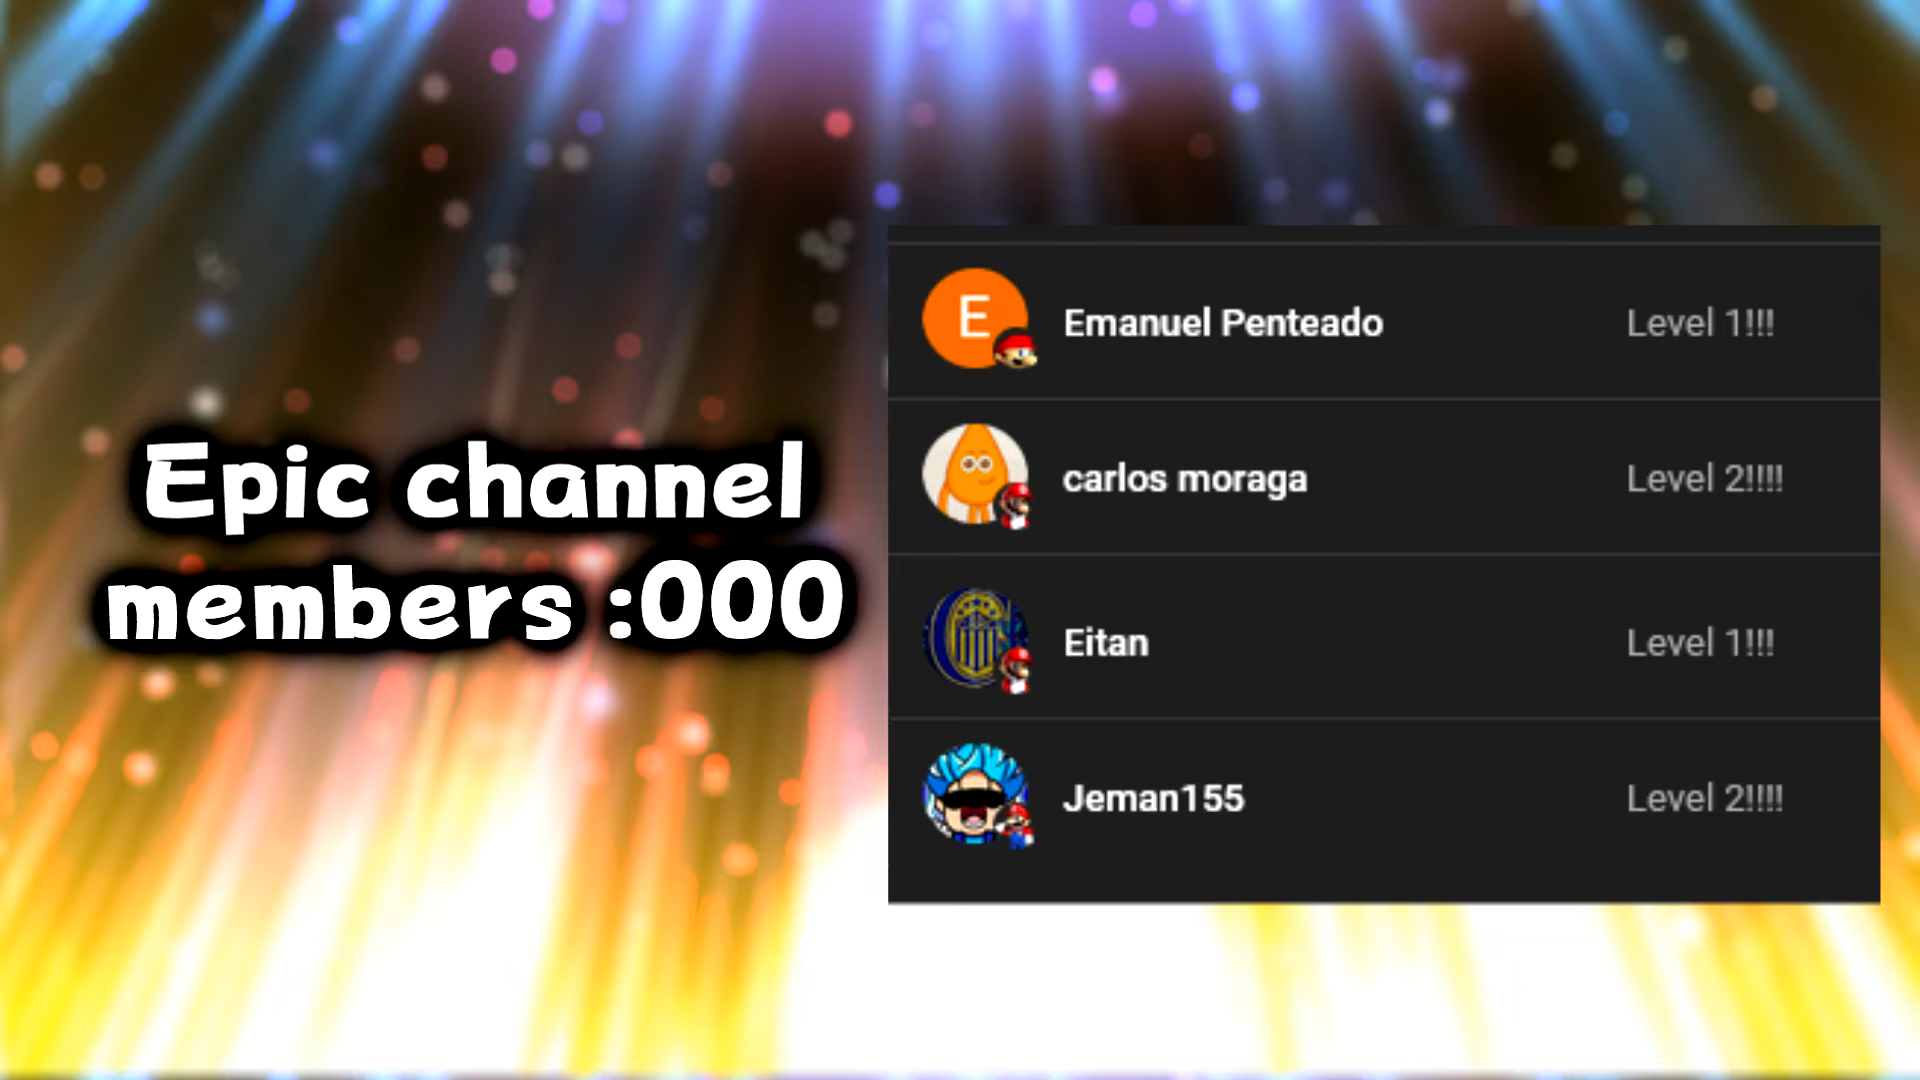 Epic channel
members :000
E
Emanuel Penteado Level 1!!!
carlos moraga Level 2!!!!
Eitan Level 1!!!
Jeman155 Level 2!!!!